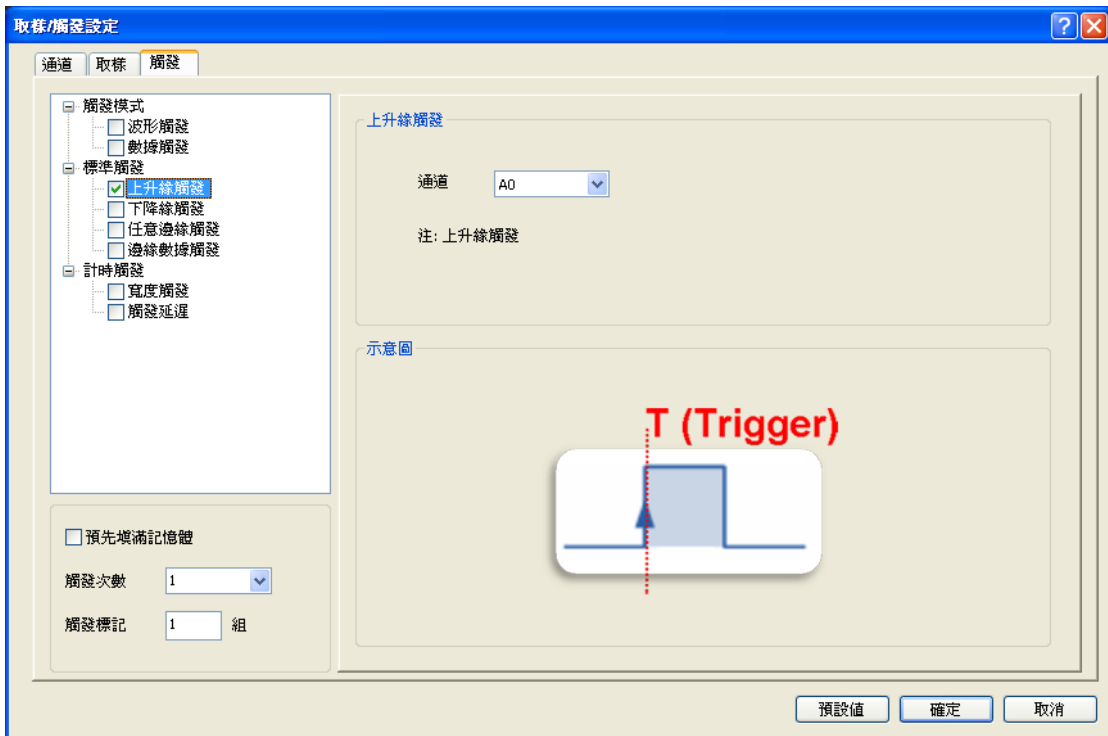 取樣/觸發設定
通道 取樣 觸發
觸發模式
波形觸發
數據觸發
標準觸發
上升緣觸發
下降緣觸發
任意邊緣觸發
邊緣數據觸發
計時觸發
寬度觸發
觸發延遲
預先填滿記憶體
觸發次數 1
觸發標記 1 組
上升緣觸發
通道 A0
注: 上升緣觸發
示意圖
T (Trigger)
預設值 確定 取消